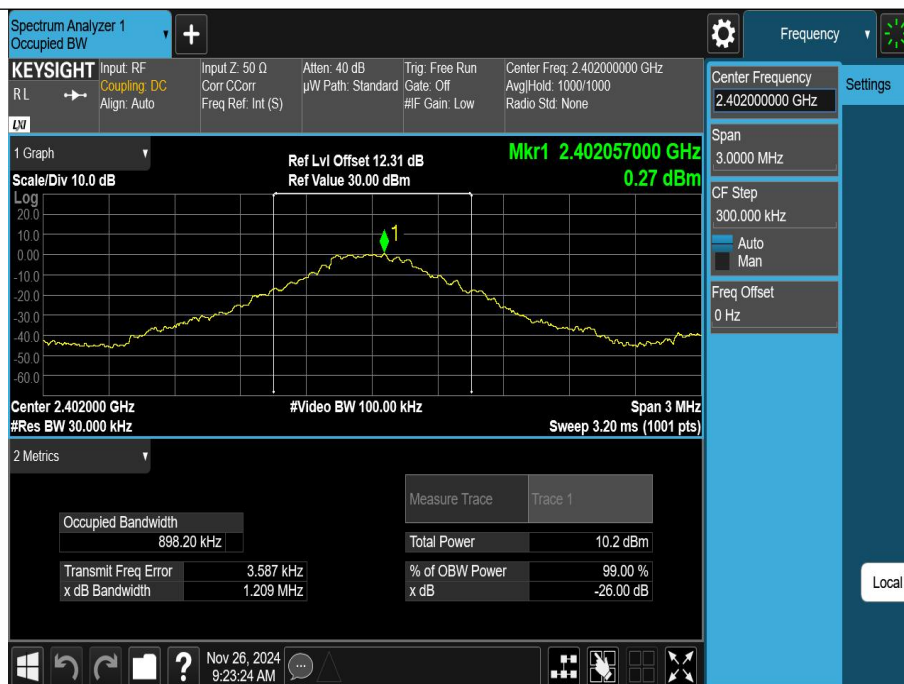 Spectrum Analyzer 1
Occupied BW
Frequency
KEYSIGHT
R L
LXI
Input: RF
Coupling: DC
Align: Auto
Input Z: 50 Ω
Corr CCorr
Freq Ref: Int (S)
Atten: 40 dB
µW Path: Standard
Trig: Free Run
Gate: Off
#IF Gain: Low
Center Freq: 2.402000000 GHz
Avg|Hold: 1000/1000
Radio Std: None
Center Frequency
2.402000000 GHz
Settings
Span
3.0000 MHz
CF Step
300.000 kHz
Auto
Man
Freq Offset
0 Hz
Local
1 Graph
Scale/Div 10.0 dB
Ref Lvl Offset 12.31 dB
Ref Value 30.00 dBm
Mkr1 2.402057000 GHz
0.27 dBm
Log
20.0
10.0
0.00
-10.0
-20.0
-30.0
-40.0
-50.0
-60.0
1
Center 2.402000 GHz
#Res BW 30.000 kHz
#Video BW 100.00 kHz
Span 3 MHz
Sweep 3.20 ms (1001 pts)
2 Metrics
Measure Trace Trace 1
Occupied Bandwidth
898.20 kHz
Total Power 10.2 dBm
Transmit Freq Error 3.587 kHz
% of OBW Power 99.00 %
x dB Bandwidth 1.209 MHz
x dB -26.00 dB
?
Nov 26, 2024
9:23:24 AM